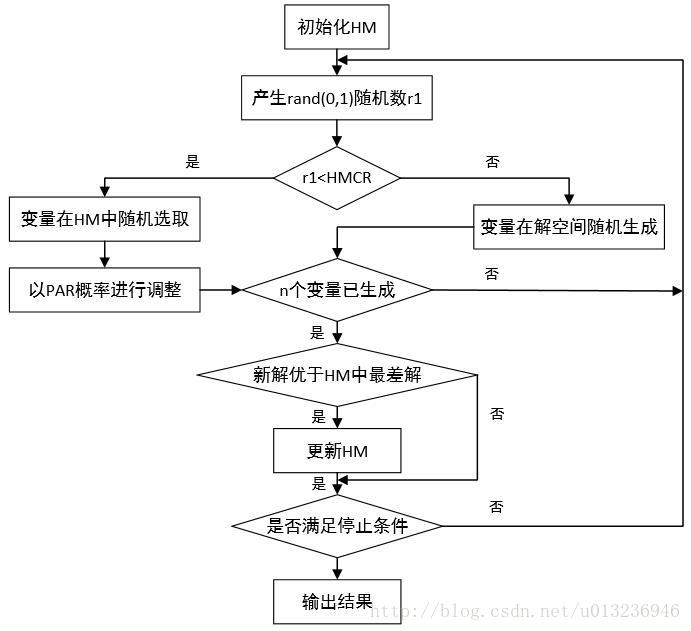 初始化HM
产生rand(0,1)随机数r1
是
否
r1<HMCR
变量在HM中随机选取
变量在解空间随机生成
以PAR概率进行调整
n个变量已生成
否
是
新解优于HM中最差解
是
否
更新HM
是
是否满足停止条件
否
输出结果
http://blog.csdn.net/u013236946